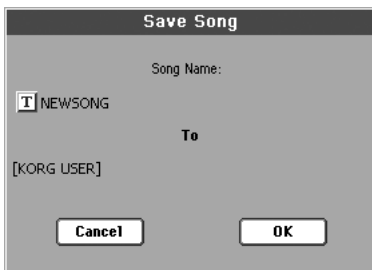 Save Song
Song Name:
T NEWSONG
To
[KORG USER]
Cancel OK